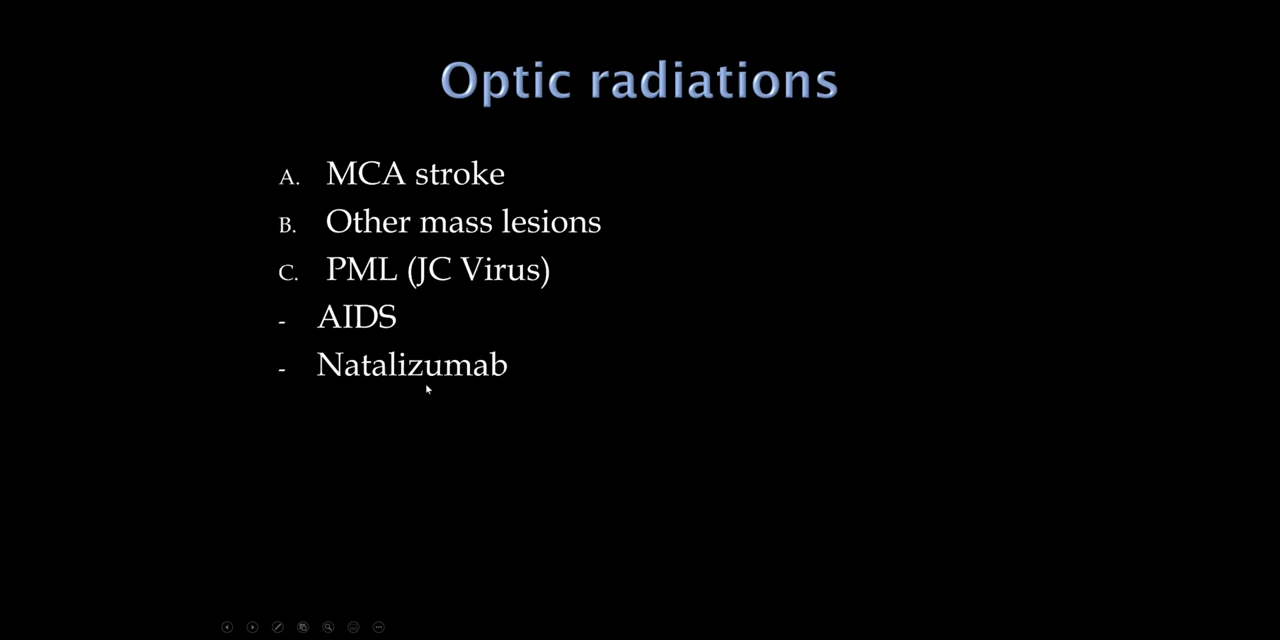 Optic radiations
A. MCA stroke
B. Other mass lesions
C. PML (JC Virus)
- AIDS
- Natalizumab